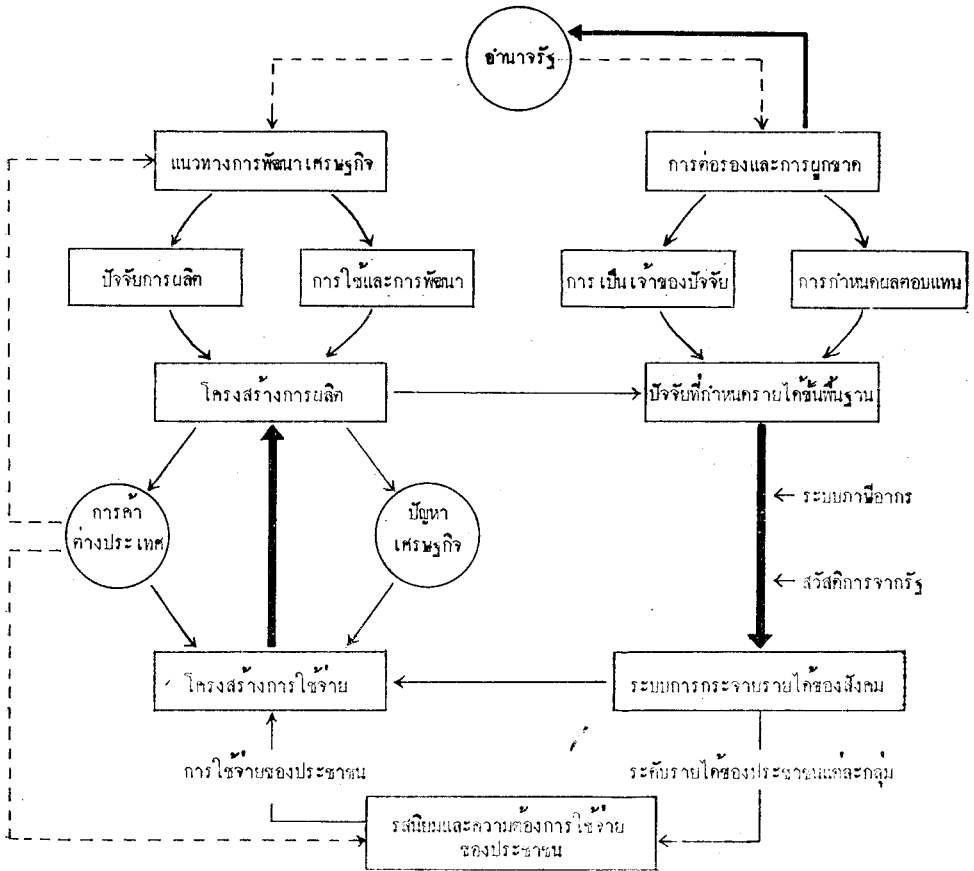 อำนาจรัฐ
แนวทางการพัฒนาเศรษฐกิจ
การต่อรองและการผูกขาด
ปัจจัยการผลิต
การใช้และการพัฒนา
การเป็นเจ้าของปัจจัย
การกำหนดผลตอบแทน
โครงสร้างการผลิต
ปัจจัยที่กำหนดรายได้ขั้นพื้นฐาน
การค้า
ต่างประเทศ
ปัญหา
เศรษฐกิจ
ระบบภาษีอากร
สวัสดิการจากรัฐ
โครงสร้างการใช้จ่าย
ระบบการกระจายรายได้ของสังคม
การใช้จ่ายของประชาชน
ระดับรายได้ของประชาชนแต่ละกลุ่ม
รสนิยมและความต้องการใช้จ่าย
ของประชาชน